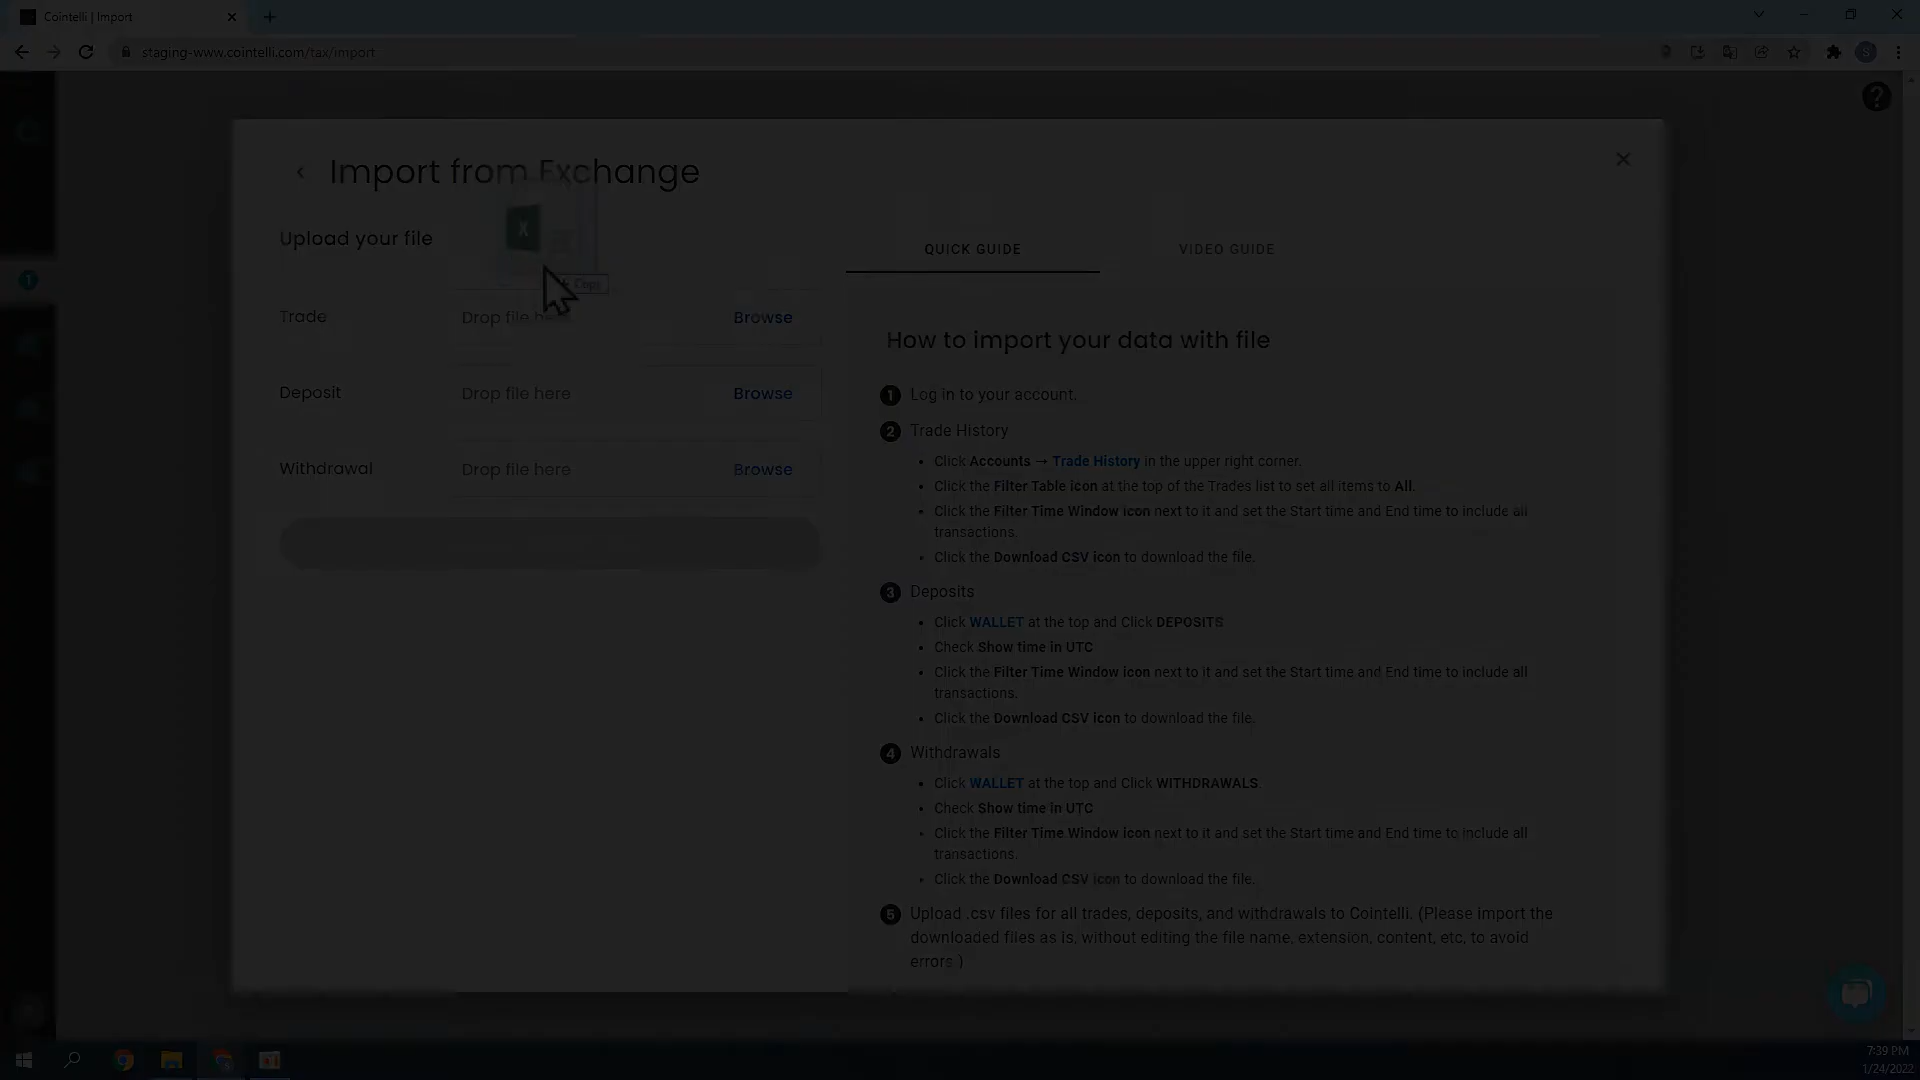 Cointelli | Import
staging-www.cointelli.com/tax/import
Import from Exchange
Upload your file
Copy
Trade
Drop file here
Browse
Deposit
Drop file here
Browse
Withdrawal
Drop file here
Browse
QUICK GUIDE
VIDEO GUIDE
How to import your data with file
1 Log in to your account.
2 Trade History
• Click Accounts → Trade History in the upper right corner.
• Click the Filter Table icon at the top of the Trades list to set all items to All.
• Click the Filter Time Window icon next to it and set the Start time and End time to include all
transactions.
• Click the Download CSV icon to download the file.
3 Deposits
• Click WALLET at the top and Click DEPOSITS
• Check Show time in UTC
• Click the Filter Time Window icon next to it and set the Start time and End time to include all
transactions.
• Click the Download CSV icon to download the file.
4 Withdrawals
• Click WALLET at the top and Click WITHDRAWALS.
• Check Show time in UTC
• Click the Filter Time Window icon next to it and set the Start time and End time to include all
transactions.
• Click the Download CSV icon to download the file.
5 Upload .csv files for all trades, deposits, and withdrawals to Cointelli. (Please import the
downloaded files as is, without editing the file name, extension, content, etc, to avoid
errors.)
7:39 PM
1/24/2022